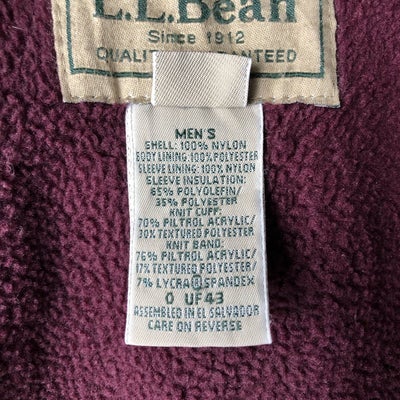 L.L.Bean
Since 1912
QUALITY GUARANTEED
MEN'S
SHELL: 100% NYLON
BODY LINING: 100% POLYESTER
SLEEVE LINING: 100% NYLON
SLEEVE INSULATION:
65% POLYOLEFIN/
35% POLYESTER
KNIT CUFF:
70% PILTROL ACRYLIC/
30% TEXTURED POLYESTER
KNIT BAND:
76% PILTROL ACRYLIC/
17% TEXTURED POLYESTER/
7% LYCRA® SPANDEX
0 UF43
ASSEMBLED IN EL SALVADOR
CARE ON REVERSE